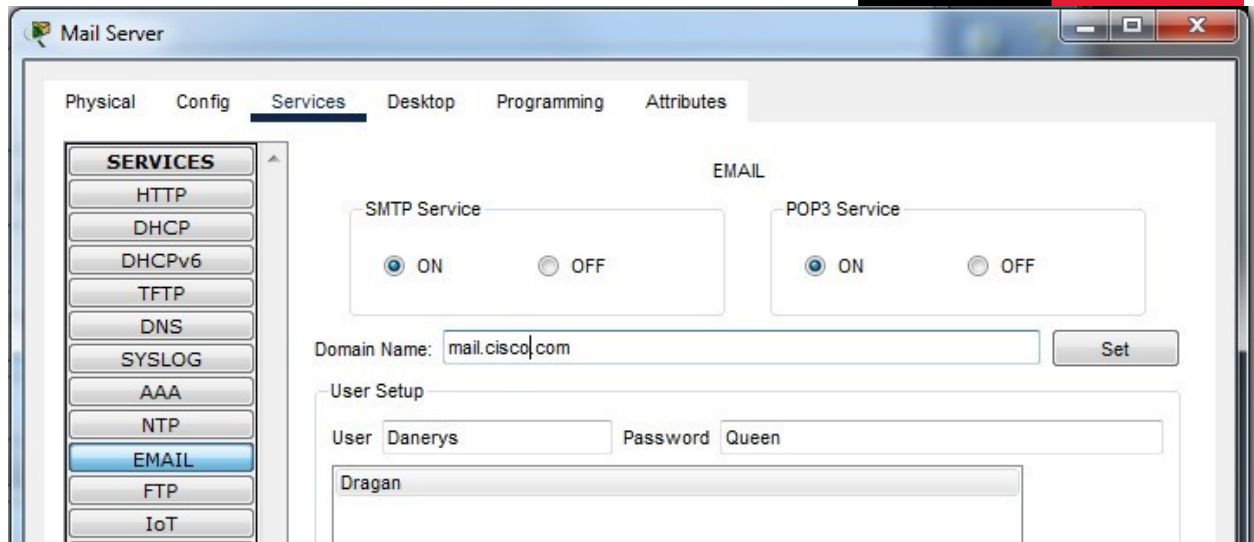 Mail Server
Physical Config Services Desktop Programming Attributes
SERVICES
HTTP
DHCP
DHCPv6
TFTP
DNS
SYSLOG
AAA
NTP
EMAIL
FTP
IoT
EMAIL
SMTP Service
ON OFF
POP3 Service
ON OFF
Domain Name: mail.cisco.com Set
User Setup
User Danerys Password Queen
Dragan